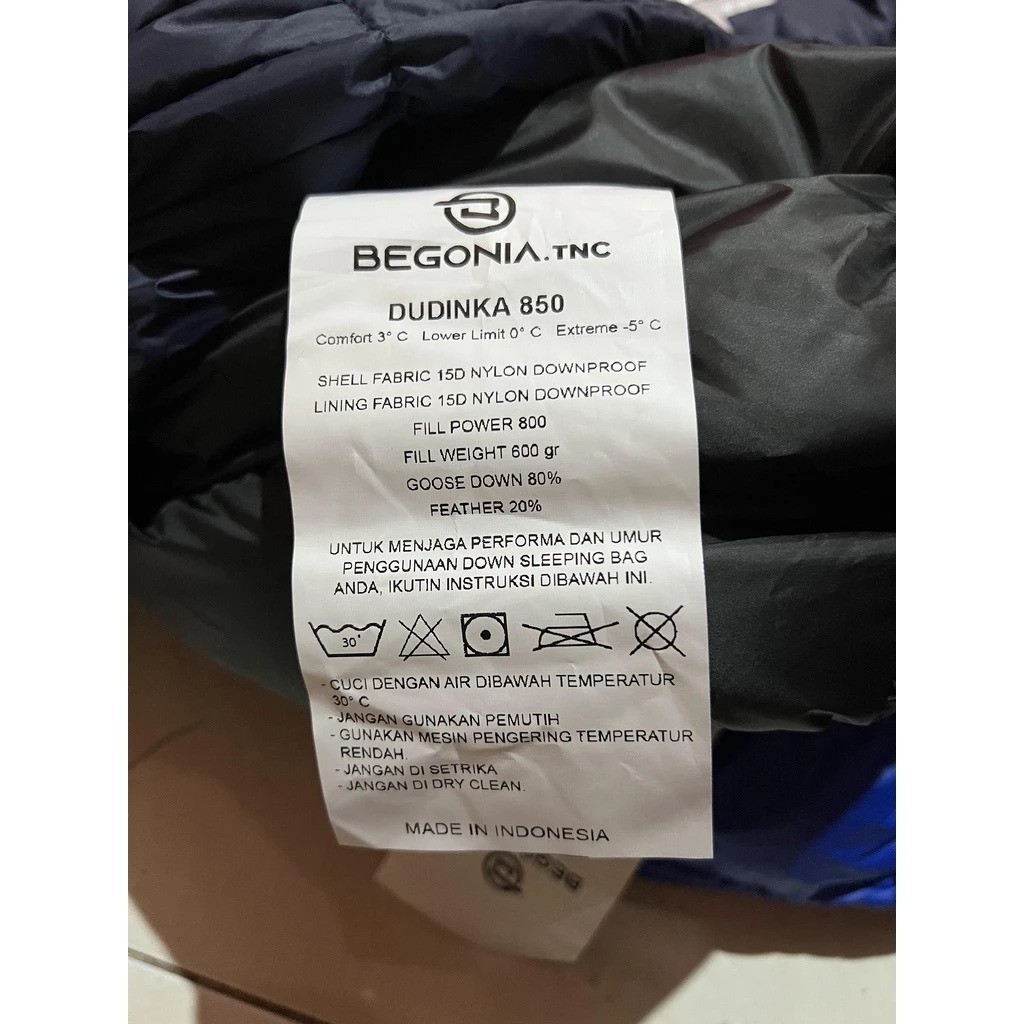 BEGONIA.TNC
DUDINKA 850
Comfort 3° C Lower Limit 0° C Extreme -5° C
SHELL FABRIC 15D NYLON DOWNPROOF
LINING FABRIC 15D NYLON DOWNPROOF
FILL POWER 800
FILL WEIGHT 600 gr
GOOSE DOWN 80%
FEATHER 20%
UNTUK MENJAGA PERFORMA DAN UMUR
PENGGUNAAN DOWN SLEEPING BAG
ANDA, IKUTIN INSTRUKSI DIBAWAH INI.
30°
- CUCI DENGAN AIR DIBAWAH TEMPERATUR
30° C
- JANGAN GUNAKAN PEMUTIH
- GUNAKAN MESIN PENGERING TEMPERATUR
RENDAH.
- JANGAN DI SETRIKA
- JANGAN DI DRY CLEAN.
MADE IN INDONESIA